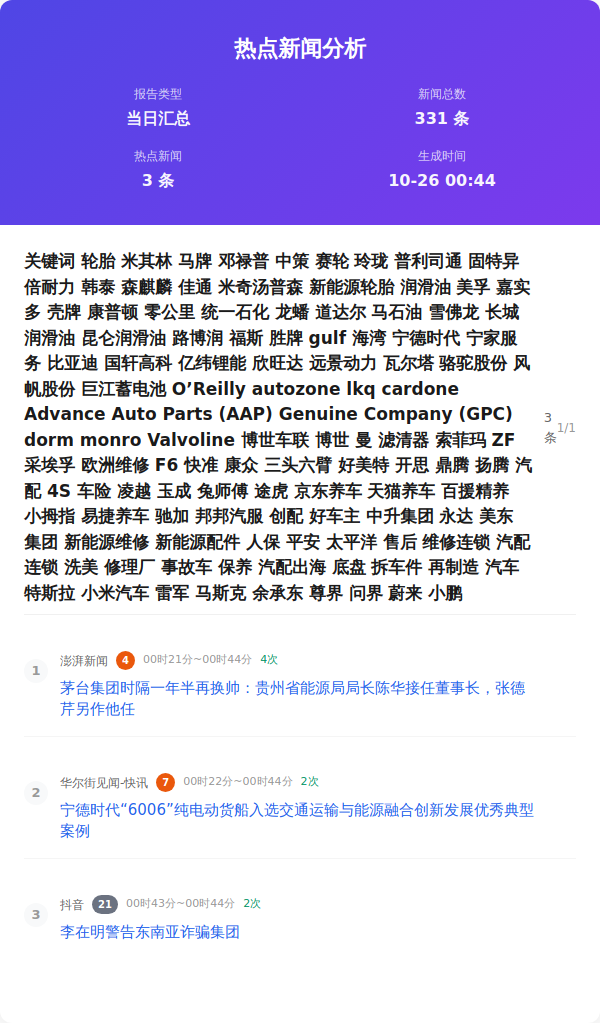 热点新闻分析
报告类型
新闻总数
当日汇总
331 条
热点新闻
生成时间
3 条
10-26 00:44
关键词 轮胎 米其林 马牌 邓禄普 中策 赛轮 玲珑 普利司通 固特异
倍耐力 韩泰 森麒麟 佳通 米奇汤普森 新能源轮胎 润滑油 美孚 嘉实
多 壳牌 康普顿 零公里 统一石化 龙蟠 道达尔 马石油 雪佛龙 长城
润滑油 昆仑润滑油 路博润 福斯 胜牌 gulf 海湾 宁德时代 宁家服
务 比亚迪 国轩高科 亿纬锂能 欣旺达 远景动力 瓦尔塔 骆驼股份 风
帆股份 巨江蓄电池 O’Reilly autozone lkq cardone
Advance Auto Parts (AAP) Genuine Company (GPC)
dorm monro Valvoline 博世车联 博世 曼 滤清器 索菲玛 ZF
采埃孚 欧洲维修 F6 快准 康众 三头六臂 好美特 开思 鼎腾 扬腾 汽
配 4S 车险 凌越 玉成 兔师傅 途虎 京东养车 天猫养车 百援精养
小拇指 易捷养车 驰加 邦邦汽服 创配 好车主 中升集团 永达 美东
集团 新能源维修 新能源配件 人保 平安 太平洋 售后 维修连锁 汽配
连锁 洗美 修理厂 事故车 保养 汽配出海 底盘 拆车件 再制造 汽车
特斯拉 小米汽车 雷军 马斯克 余承东 尊界 问界 蔚来 小鹏
3
条
1/1
1
澎湃新闻 4 00时21分~00时44分 4次
茅台集团时隔一年半再换帅：贵州省能源局局长陈华接任董事长，张德
芹另作他任
2
华尔街见闻-快讯 7 00时22分~00时44分 2次
宁德时代“6006”纯电动货船入选交通运输与能源融合创新发展优秀典型
案例
3
抖音 21 00时43分~00时44分 2次
李在明警告东南亚诈骗集团